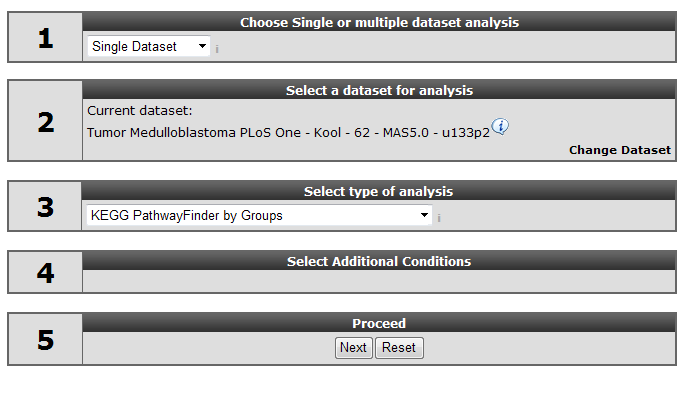 1
Choose Single or multiple dataset analysis
Single Dataset
i
2
Select a dataset for analysis
Current dataset:
Tumor Medulloblastoma PLoS One - Kool - 62 - MAS5.0 - u133p2 i
Change Dataset
3
Select type of analysis
KEGG PathwayFinder by Groups
i
4
Select Additional Conditions
5
Proceed
Next Reset